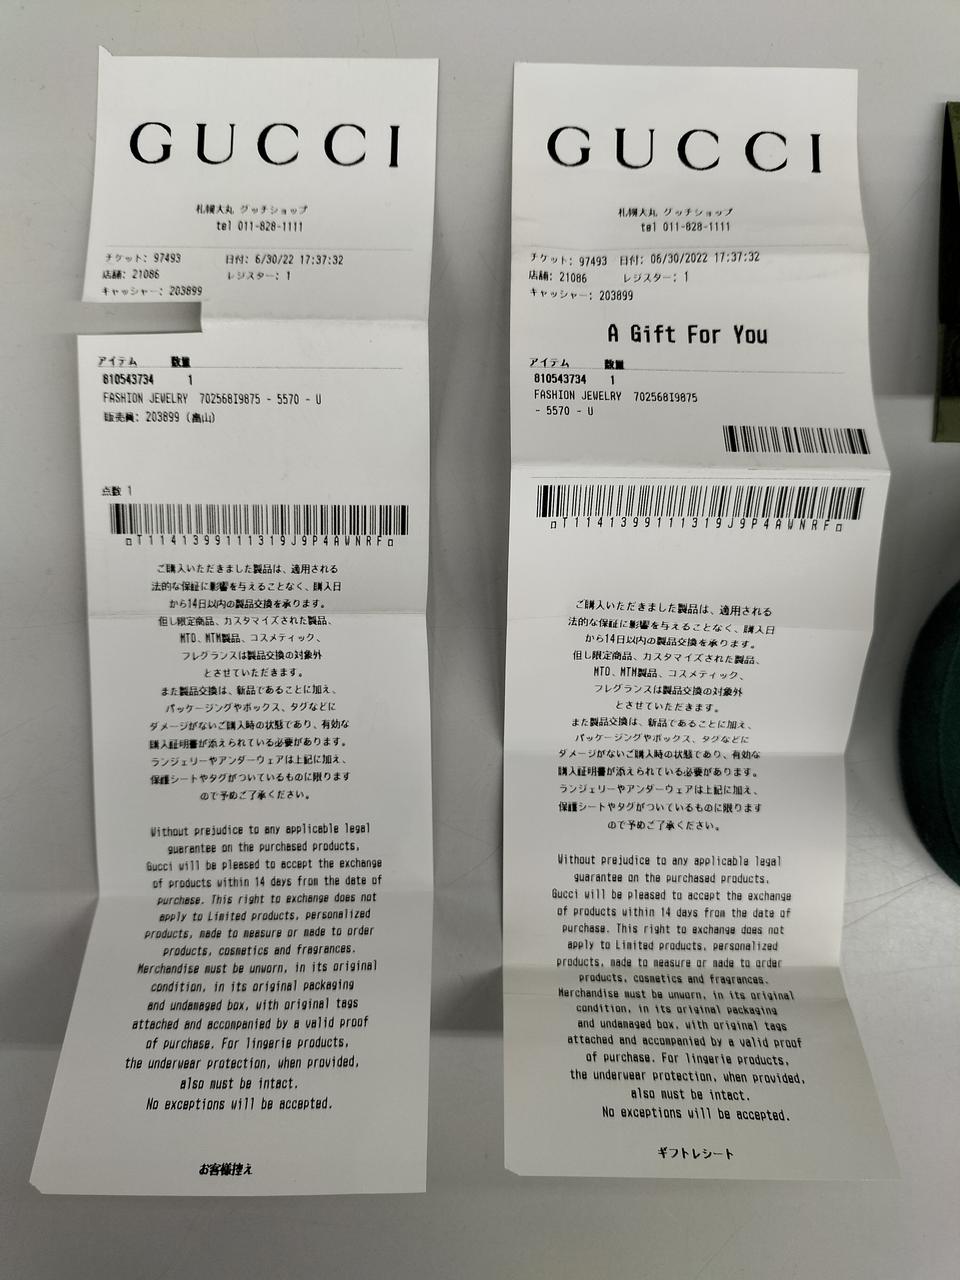 GUCCI
札幌大丸 グッチショップ
tel 011-828-1111
チケット: 97493 日付: 6/30/22 17:37:32
店舗: 21086 レジスター: 1
キャッシャー: 203899
アイテム 数量
810543734 1
FASHION JEWELRY 702568I9875 - 5570 - U
販売員: 203899 (畠山)
点数 1
T1141399111319J9P4AWNRF
ご購入いただきました製品は、適用される
法的な保証に影響を与えることなく、購入日
から14日以内の製品交換を承ります。
但し限定商品、カスタマイズされた製品、
MTO、MTM製品、コスメティック、
フレグランスは製品交換の対象外
とさせていただきます。
また製品交換は、新品であることに加え、
パッケージングやボックス、タグなどに
ダメージがないご購入時の状態であり、有効な
購入証明書が添えられている必要があります。
ランジェリーやアンダーウェアは上記に加え、
保護シートやタグがついているものに限ります
ので予めご了承ください。
Without prejudice to any applicable legal
guarantee on the purchased products,
Gucci will be pleased to accept the exchange
of products within 14 days from the date of
purchase. This right to exchange does not
apply to Limited products, personalized
products, made to measure or made to order
products, cosmetics and fragrances.
Merchandise must be unworn, in its original
condition, in its original packaging
and undamaged box, with original tags
attached and accompanied by a valid proof
of purchase. For lingerie products,
the underwear protection, when provided,
also must be intact.
No exceptions will be accepted.
お客様控え
GUCCI
札幌大丸 グッチショップ
tel 011-828-1111
チケット: 97493 日付: 06/30/2022 17:37:32
店舗: 21086 レジスター: 1
キャッシャー: 203899
A Gift For You
アイテム 数量
810543734 1
FASHION JEWELRY 702568I9875
- 5570 - U
T1141399111319J9P4AWNRF
ご購入いただきました製品は、適用される
法的な保証に影響を与えることなく、購入日
から14日以内の製品交換を承ります。
但し限定商品、カスタマイズされた製品、
MTO、MTM製品、コスメティック、
フレグランスは製品交換の対象外
とさせていただきます。
また製品交換は、新品であることに加え、
パッケージングやボックス、タグなどに
ダメージがないご購入時の状態であり、有効な
購入証明書が添えられている必要があります。
ランジェリーやアンダーウェアは上記に加え、
保護シートやタグがついているものに限ります
ので予めご了承ください。
Without prejudice to any applicable legal
guarantee on the purchased products,
Gucci will be pleased to accept the exchange
of products within 14 days from the date of
purchase. This right to exchange does not
apply to Limited products, personalized
products, made to measure or made to order
products, cosmetics and fragrances.
Merchandise must be unworn, in its original
condition, in its original packaging
and undamaged box, with original tags
attached and accompanied by a valid proof
of purchase. For lingerie products,
the underwear protection, when provided,
also must be intact.
No exceptions will be accepted.
ギフトレシート